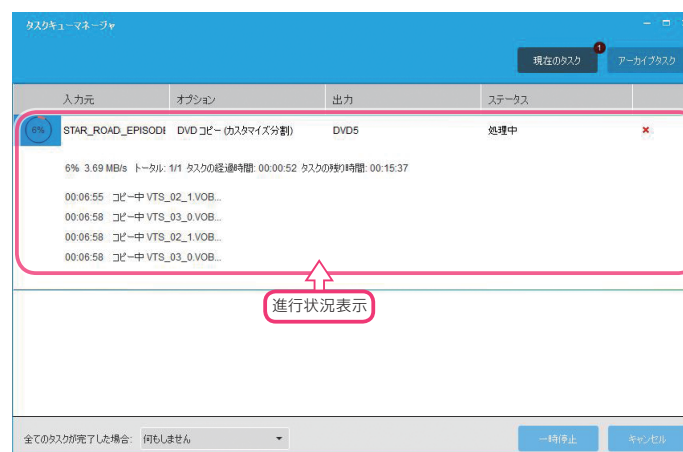 タスクキューマネージャ
現在のタスク
1
アーカイブタスク
入力元 オプション 出力 ステータス
6% STAR_ROAD_EPISODE DVD コピー (カスタマイズ分割) DVD5 処理中
6% 3.69 MB/s トータル: 1/1 タスクの経過時間: 00:00:52 タスクの残り時間: 00:15:37
00:06:55 コピー中 VTS_02_1.VOB...
00:06:58 コピー中 VTS_03_0.VOB...
00:06:58 コピー中 VTS_02_1.VOB...
00:06:58 コピー中 VTS_03_0.VOB...
進行状況表示
全てのタスクが完了した場合: 何もしません
一時停止
キャンセル